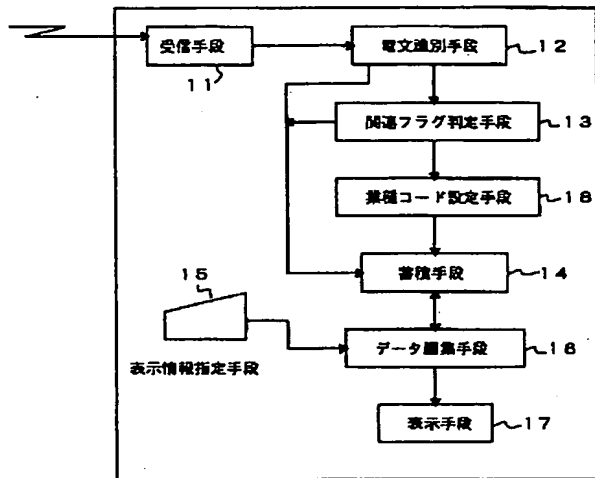 受信手段
11
電文識別手段
12
関連フラグ判定手段
13
業種コード設定手段
18
蓄積手段
14
15
表示情報指定手段
データ編集手段
16
表示手段
17